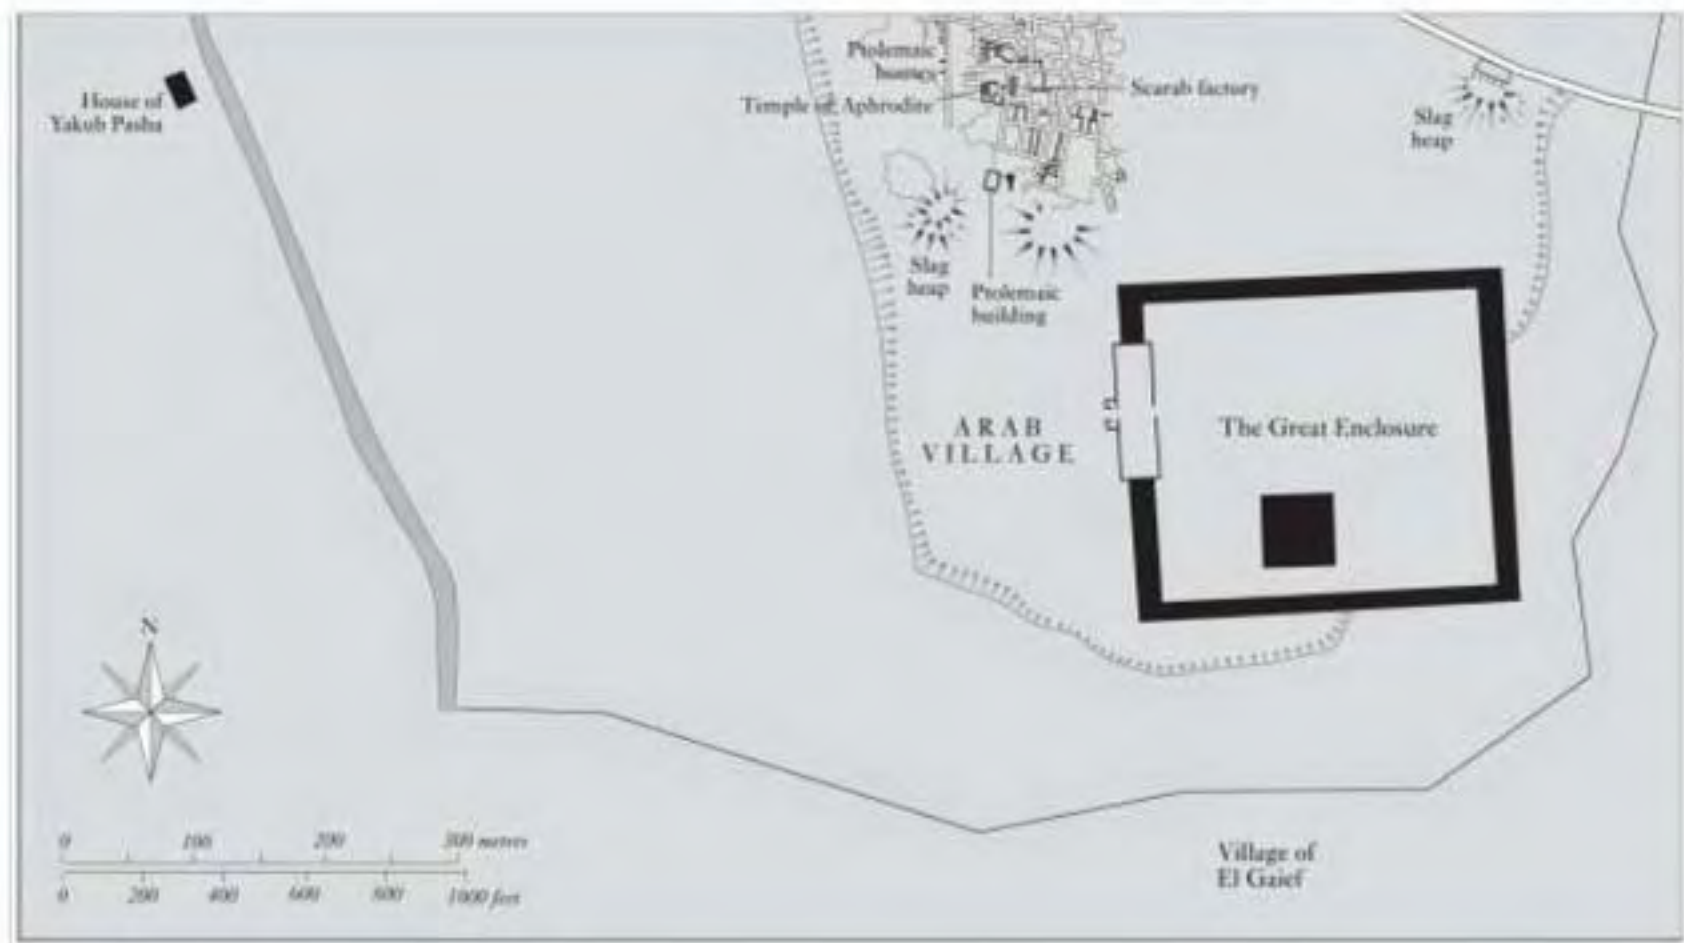 House of
Yakub Pasha
Ptolemaic
homes
Temple of Aphrodite
Scarab factory
Slag
heap
Slag
heap
Ptolemaic
building
ARAB
VILLAGE
The Great Enclosure
N
0 100 200 300 metres
0 200 400 600 800 1000 feet
Village of
El Gaief